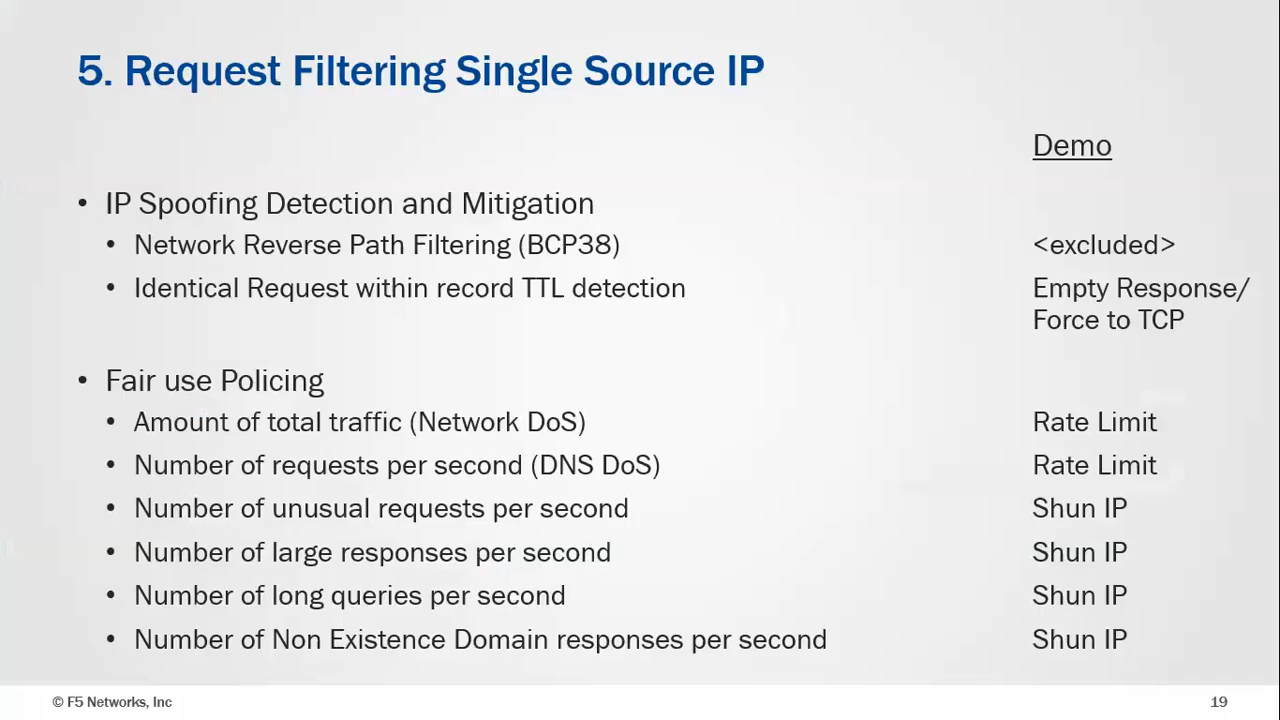 5. Request Filtering Single Source IP
Demo
• IP Spoofing Detection and Mitigation
• Network Reverse Path Filtering (BCP38) <excluded>
• Identical Request within record TTL detection Empty Response/
Force to TCP
• Fair use Policing
• Amount of total traffic (Network DoS) Rate Limit
• Number of requests per second (DNS DoS) Rate Limit
• Number of unusual requests per second Shun IP
• Number of large responses per second Shun IP
• Number of long queries per second Shun IP
• Number of Non Existence Domain responses per second Shun IP
© F5 Networks, Inc 19